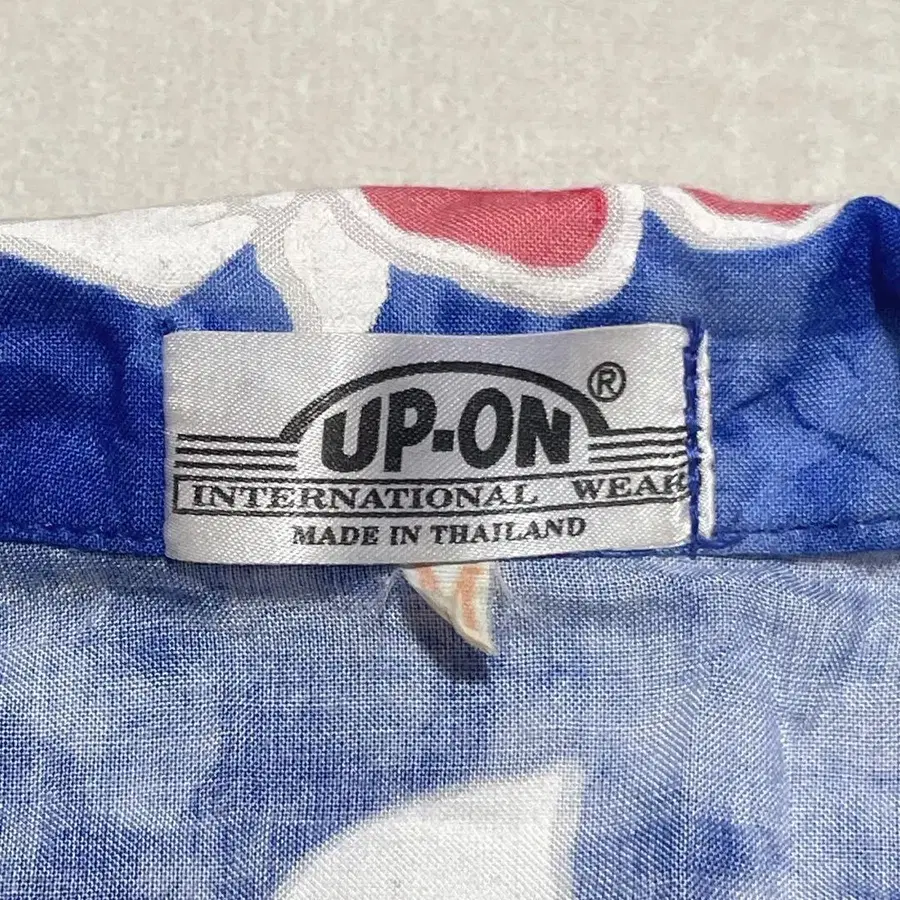 UP-ON®
INTERNATIONAL WEAR
MADE IN THAILAND